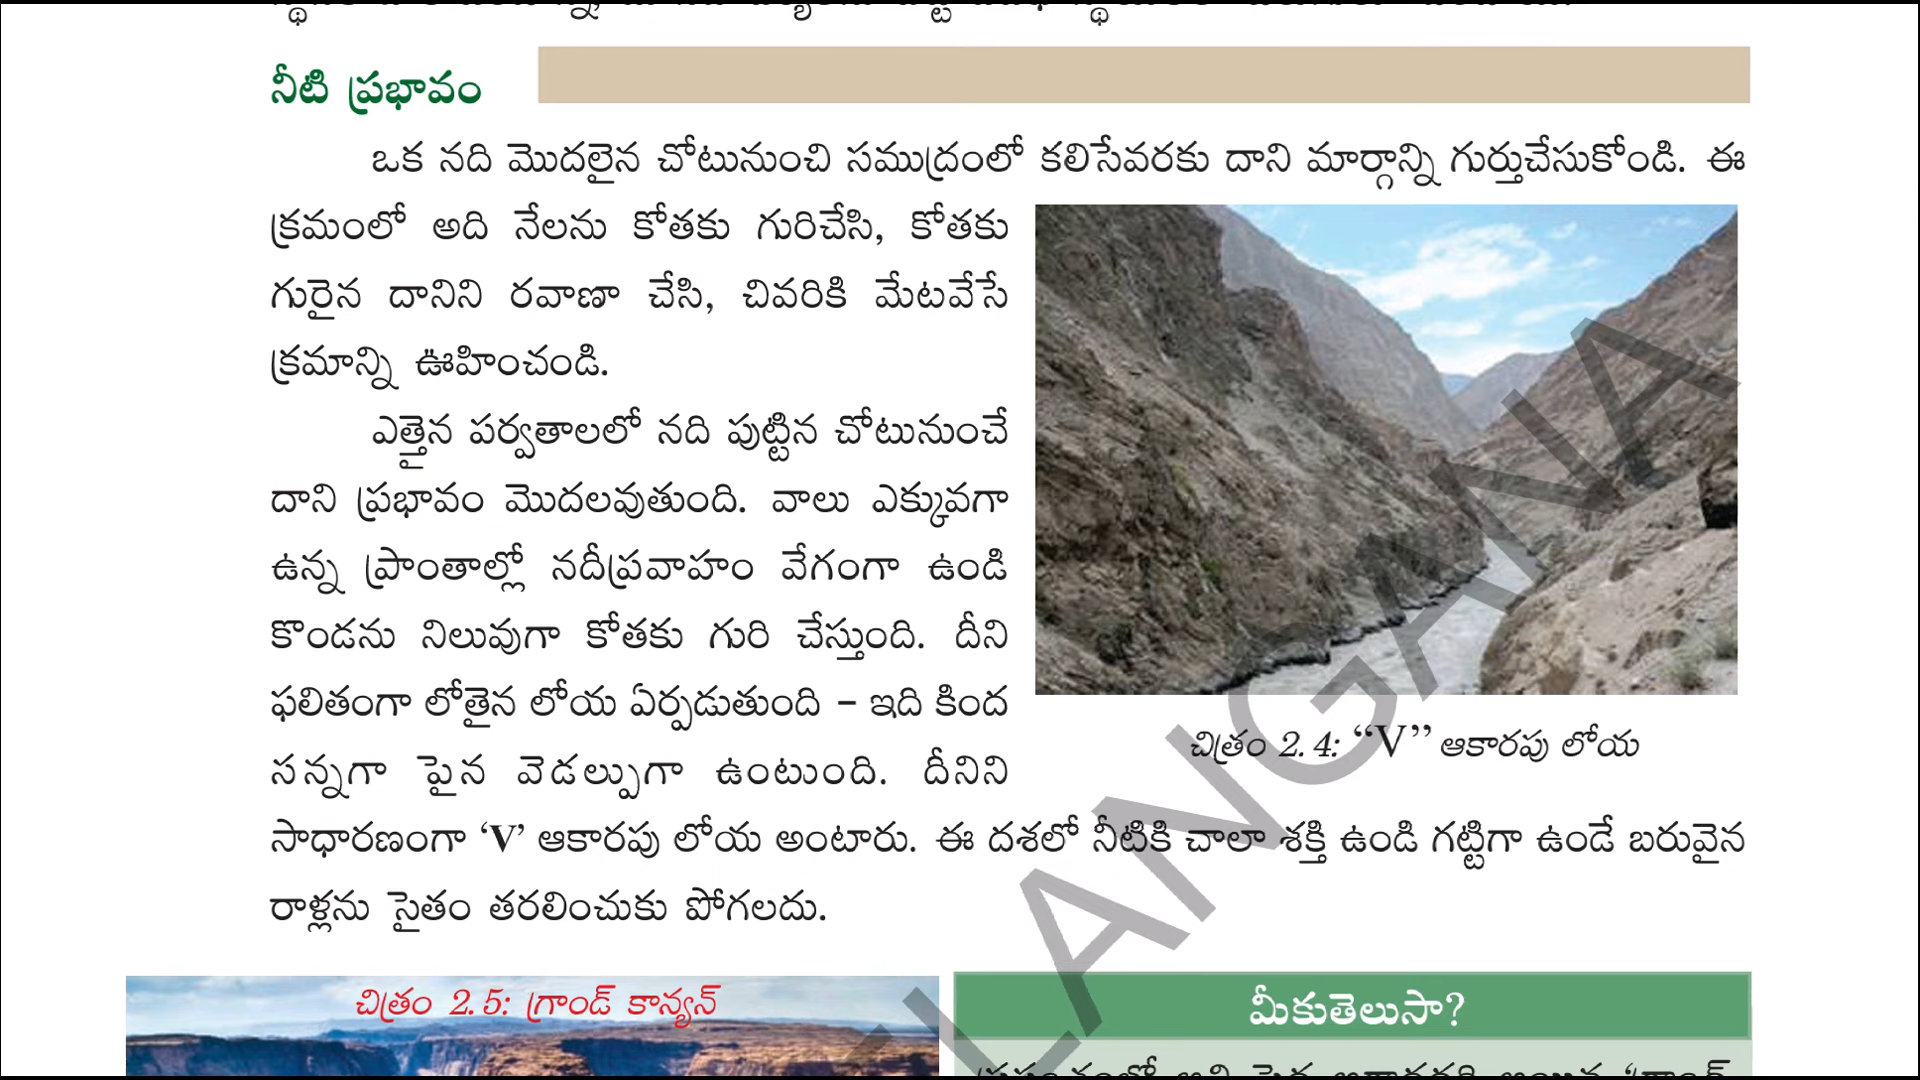 నీటి ప్రభావం
ఒక నది మొదలైన చోటునుంచి సముద్రంలో కలిసేవరకు దాని మార్గాన్ని గుర్తుచేసుకోండి. ఈ
క్రమంలో అది నేలను కోతకు గురిచేసి, కోతకు
గురైన దానిని రవాణా చేసి, చివరికి మేటవేసే
క్రమాన్ని ఊహించండి.
ఎత్తైన పర్వతాలలో నది పుట్టిన చోటునుంచే
దాని ప్రభావం మొదలవుతుంది. వాలు ఎక్కువగా
ఉన్న ప్రాంతాల్లో నదీప్రవాహం వేగంగా ఉండి
కొండను నిలువుగా కోతకు గురి చేస్తుంది. దీని
ఫలితంగా లోతైన లోయ ఏర్పడుతుంది – ఇది కింద
సన్నగా పైన వెడల్పుగా ఉంటుంది. దీనిని
చిత్రం 2.4: “V” ఆకారపు లోయ
సాధారణంగా ‘V’ ఆకారపు లోయ అంటారు. ఈ దశలో నీటికి చాలా శక్తి ఉండి గట్టిగా ఉండే బరువైన
రాళ్లను సైతం తరలించుకు పోగలదు.
చిత్రం 2.5: గ్రాండ్ కాన్యన్
మీకుతెలుసా?
ELANGANA